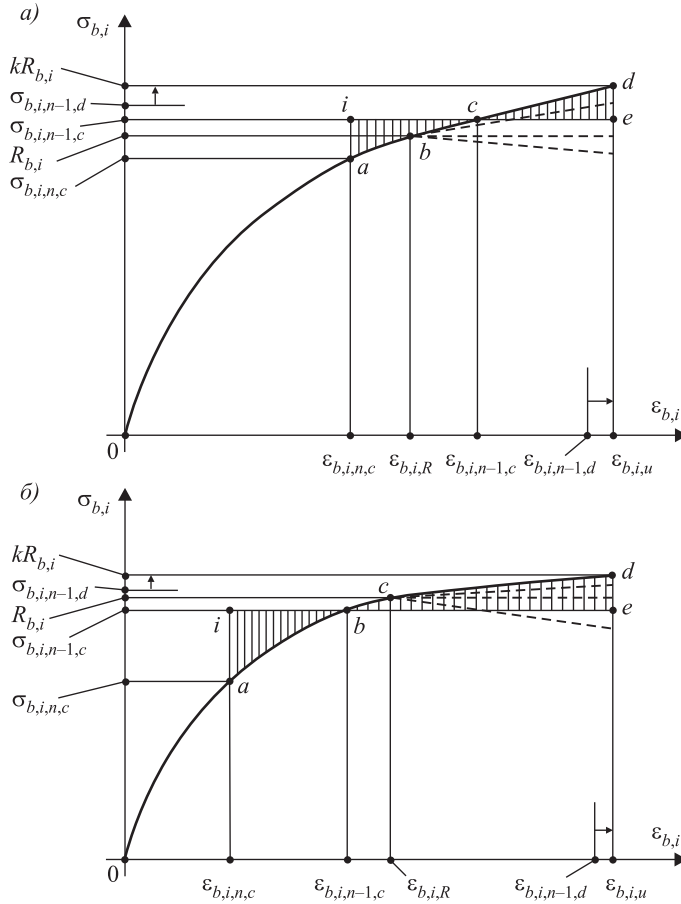 а)
σb,i
kRb,i
σb,i,n–1,d
σb,i,n–1,c
Rb,i
σb,i,n,c
i
c
d
e
a
b
εb,i
0
εb,i,n,c
εb,i,R
εb,i,n–1,c
εb,i,n–1,d
εb,i,u
б)
σb,i
kRb,i
σb,i,n–1,d
Rb,i
σb,i,n–1,c
σb,i,n,c
i
c
d
e
a
b
εb,i
0
εb,i,n,c
εb,i,n–1,c
εb,i,R
εb,i,n–1,d
εb,i,u